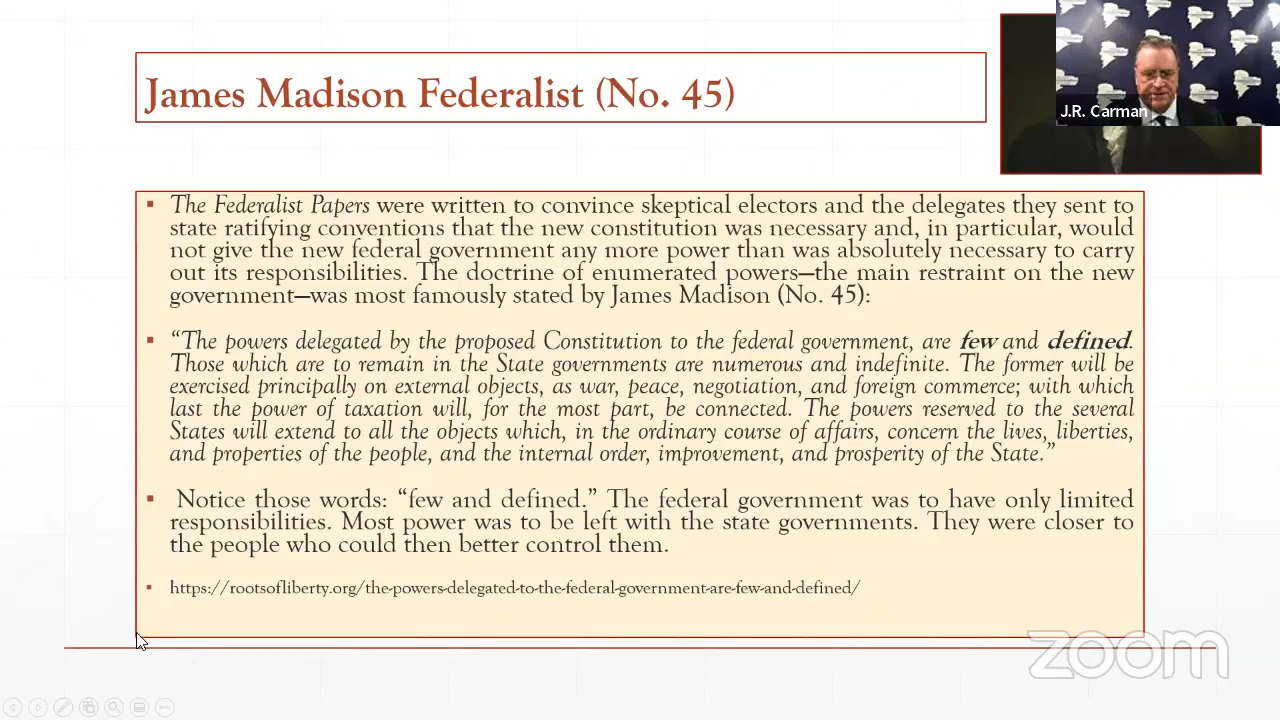 James Madison Federalist (No. 45)
J.R. Carman
▪ The Federalist Papers were written to convince skeptical electors and the delegates they sent to
state ratifying conventions that the new constitution was necessary and, in particular, would
not give the new federal government any more power than was absolutely necessary to carry
out its responsibilities. The doctrine of enumerated powers—the main restraint on the new
government—was most famously stated by James Madison (No. 45):
▪ “The powers delegated by the proposed Constitution to the federal government, are few and defined.
Those which are to remain in the State governments are numerous and indefinite. The former will be
exercised principally on external objects, as war, peace, negotiation, and foreign commerce; with which
last the power of taxation will, for the most part, be connected. The powers reserved to the several
States will extend to all the objects which, in the ordinary course of affairs, concern the lives, liberties,
and properties of the people, and the internal order, improvement, and prosperity of the State.”
▪ Notice those words: “few and defined.” The federal government was to have only limited
responsibilities. Most power was to be left with the state governments. They were closer to
the people who could then better control them.
▪ https://rootsofliberty.org/the-powers-delegated-to-the-federal-government-are-few-and-defined/
zoom